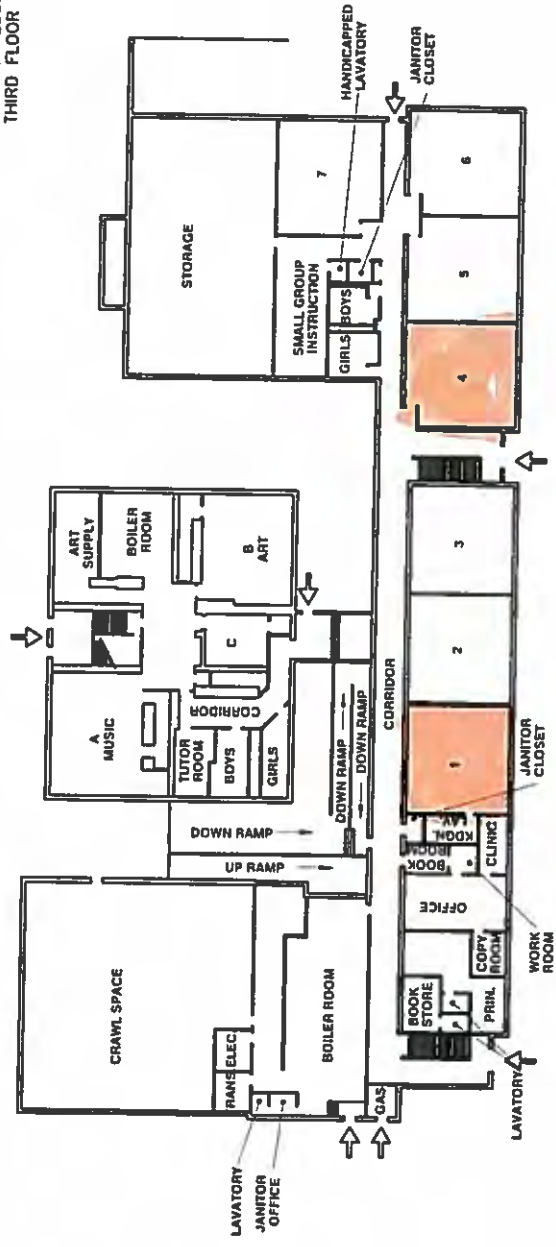 THIRD FLOOR
HANDICAPPED
LAVATORY
JANITOR
CLOSET
STORAGE
7
SMALL GROUP
INSTRUCTION
GIRLS
BOYS
6
5
4
ART
SUPPLY
BOILER
ROOM
B
ART
C
A
MUSIC
CORRIDOR
TUTOR
ROOM
BOYS
GIRLS
DOWN RAMP
DOWN RAMP
DOWN RAMP
UP RAMP
CORRIDOR
3
2
1
JANITOR
CLOSET
KDGN.
LAV.
BOOK
ROOM
CLINIC
OFFICE
WORK
ROOM
COPY
ROOM
BOOK
STORE
PRIN.
LAVATORY
CRAWL SPACE
TRANS.
ELEC.
BOILER ROOM
GAS
LAVATORY
JANITOR
OFFICE